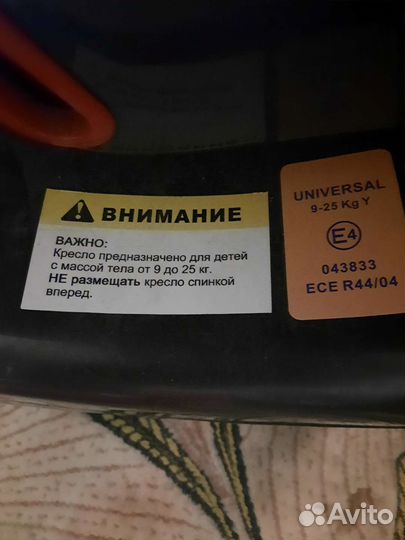 ВНИМАНИЕ
ВАЖНО:
Кресло предназначено для детей
с массой тела от 9 до 25 кг.
НЕ размещать кресло спинкой
вперед.
UNIVERSAL
9-25 Kg Y
E4
043833
ECE R44/04
Avito